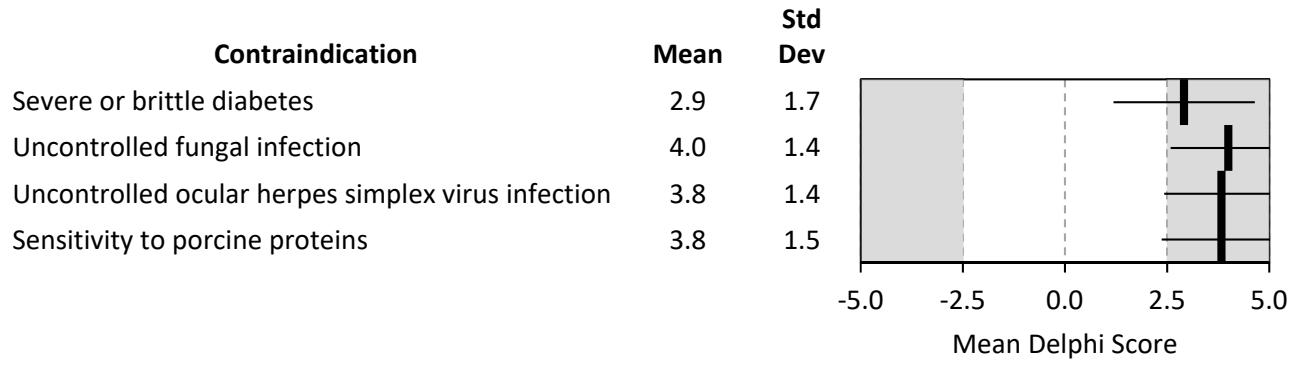 Std
Contraindication Mean Dev
Severe or brittle diabetes 2.9 1.7
Uncontrolled fungal infection 4.0 1.4
Uncontrolled ocular herpes simplex virus infection 3.8 1.4
Sensitivity to porcine proteins 3.8 1.5
-5.0 -2.5 0.0 2.5 5.0
Mean Delphi Score